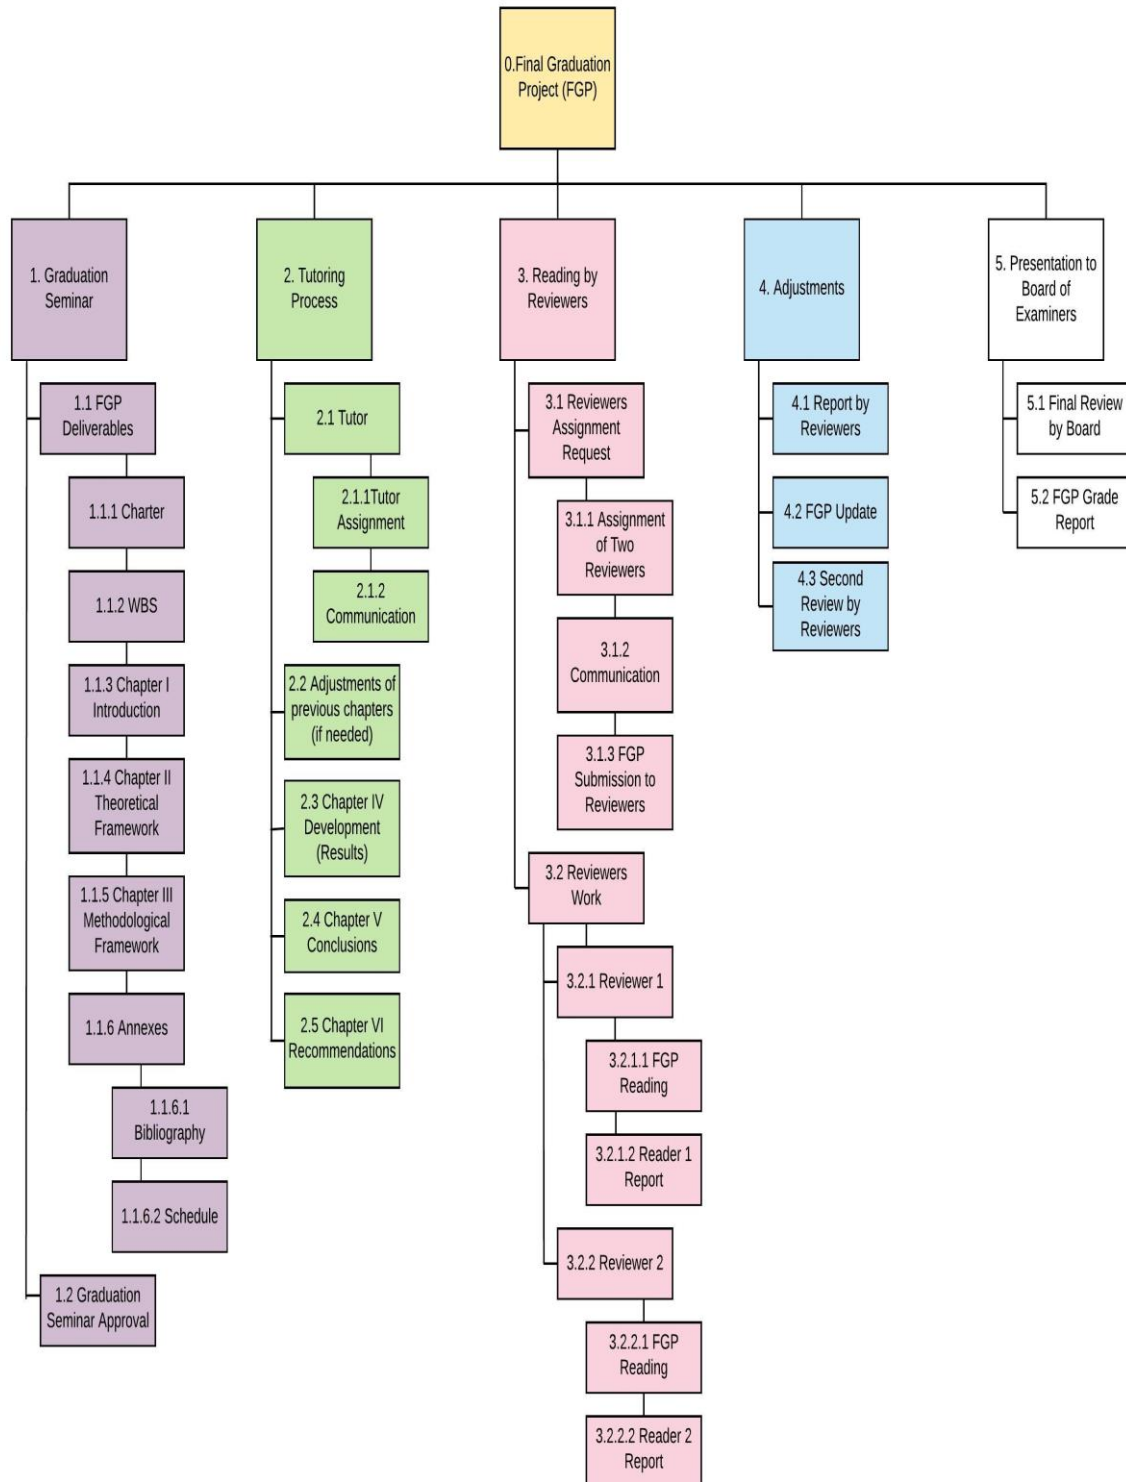 0.Final Graduation
Project (FGP)
1. Graduation
Seminar
1.1 FGP
Deliverables
1.1.1 Charter
1.1.2 WBS
1.1.3 Chapter I
Introduction
1.1.4 Chapter II
Theoretical
Framework
1.1.5 Chapter III
Methodological
Framework
1.1.6 Annexes
1.1.6.1
Bibliography
1.1.6.2 Schedule
1.2 Graduation
Seminar Approval
2. Tutoring
Process
2.1 Tutor
2.1.1Tutor
Assignment
2.1.2
Communication
2.2 Adjustments of
previous chapters
(if needed)
2.3 Chapter IV
Development
(Results)
2.4 Chapter V
Conclusions
2.5 Chapter VI
Recommendations
3. Reading by
Reviewers
3.1 Reviewers
Assignment
Request
3.1.1 Assignment
of Two
Reviewers
3.1.2
Communication
3.1.3 FGP
Submission to
Reviewers
3.2 Reviewers
Work
3.2.1 Reviewer 1
3.2.1.1 FGP
Reading
3.2.1.2 Reader 1
Report
3.2.2 Reviewer 2
3.2.2.1 FGP
Reading
3.2.2.2 Reader 2
Report
4. Adjustments
4.1 Report by
Reviewers
4.2 FGP Update
4.3 Second
Review by
Reviewers
5. Presentation to
Board of
Examiners
5.1 Final Review
by Board
5.2 FGP Grade
Report